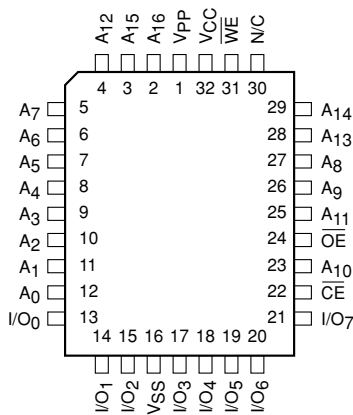 A12 A15 A16 VPP VCC W̅E̅ N/C
4 3 2 1 32 31 30
A7 5 29 A14
A6 6 28 A13
A5 7 27 A8
A4 8 26 A9
A3 9 25 A11
A2 10 24 O̅E̅
A1 11 23 A10
A0 12 22 C̅E̅
I/O0 13 21 I/O7
14 15 16 17 18 19 20
I/O1 I/O2 VSS I/O3 I/O4 I/O5 I/O6